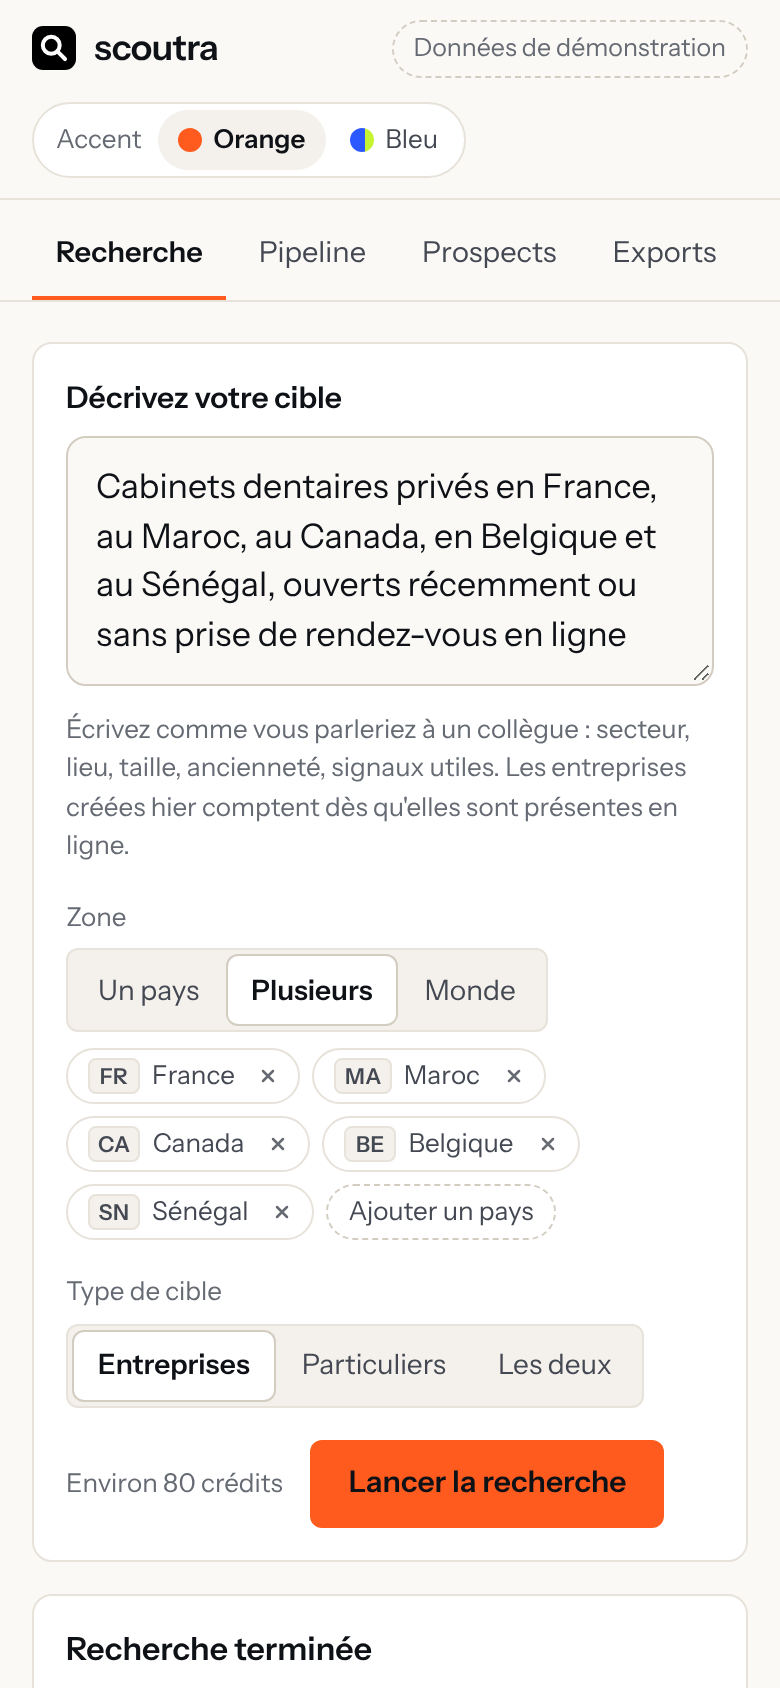 scoutra
Données de démonstration
Accent
Orange
Bleu
Recherche
Pipeline
Prospects
Exports
Décrivez votre cible
Cabinets dentaires privés en France,
au Maroc, au Canada, en Belgique et
au Sénégal, ouverts récemment ou
sans prise de rendez-vous en ligne
Écrivez comme vous parleriez à un collègue : secteur,
lieu, taille, ancienneté, signaux utiles. Les entreprises
créées hier comptent dès qu'elles sont présentes en
ligne.
Zone
Un pays
Plusieurs
Monde
FR France ×
MA Maroc ×
CA Canada ×
BE Belgique ×
SN Sénégal ×
Ajouter un pays
Type de cible
Entreprises
Particuliers
Les deux
Environ 80 crédits
Lancer la recherche
Recherche terminée